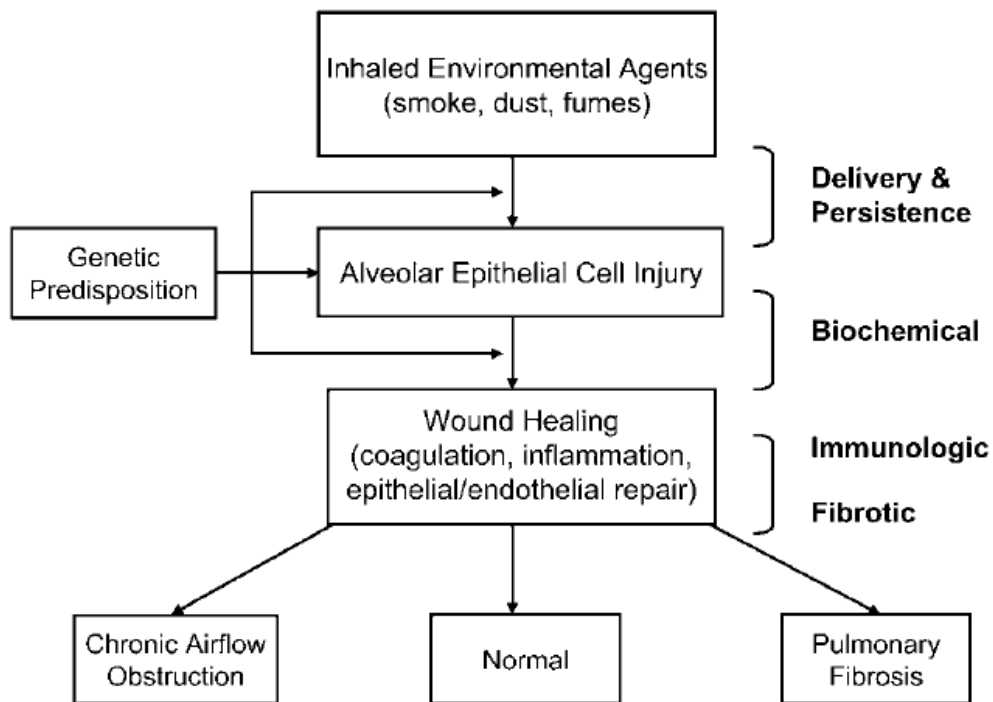 Inhaled Environmental Agents
(smoke, dust, fumes)
Delivery &
Persistence
Genetic
Predisposition
Alveolar Epithelial Cell Injury
Biochemical
Wound Healing
(coagulation, inflammation,
epithelial/endothelial repair)
Immunologic
Fibrotic
Chronic Airflow
Obstruction
Normal
Pulmonary
Fibrosis